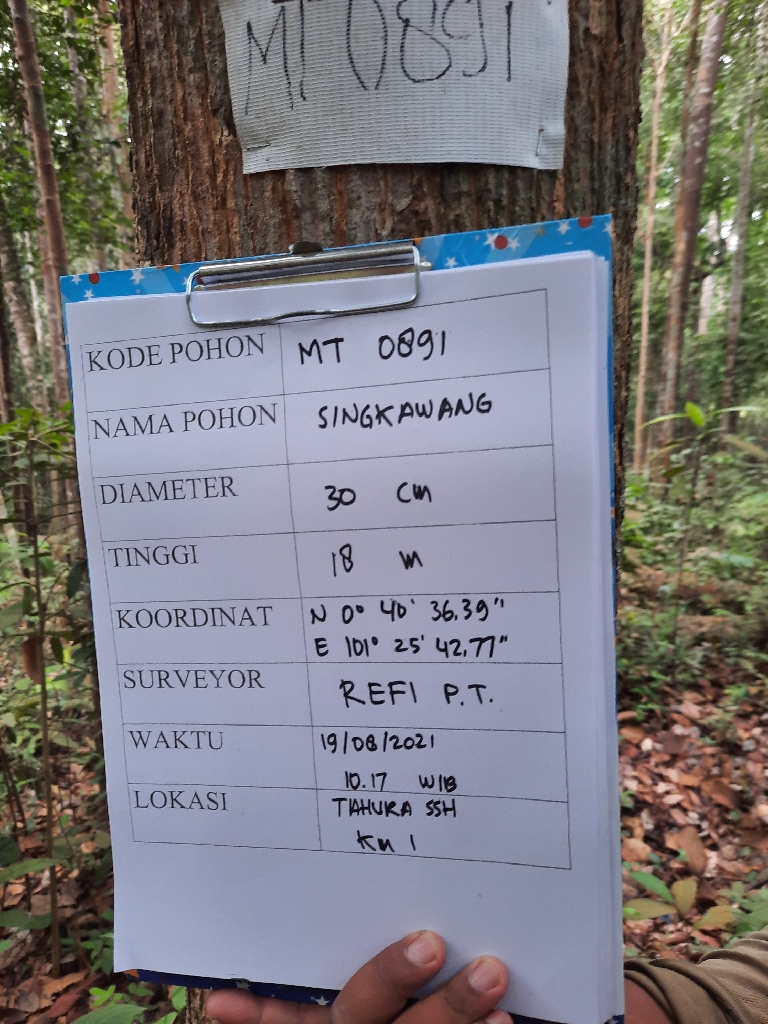 MT 0891
KODE POHON MT 0891
NAMA POHON SINGKAWANG
DIAMETER 30 cm
TINGGI 18 m
KOORDINAT N 0° 40' 36.39"
E 101° 25' 42.77"
SURVEYOR REFI P.T.
WAKTU 19/08/2021
10.17 WIB
LOKASI TAHURA SSH
Km 1